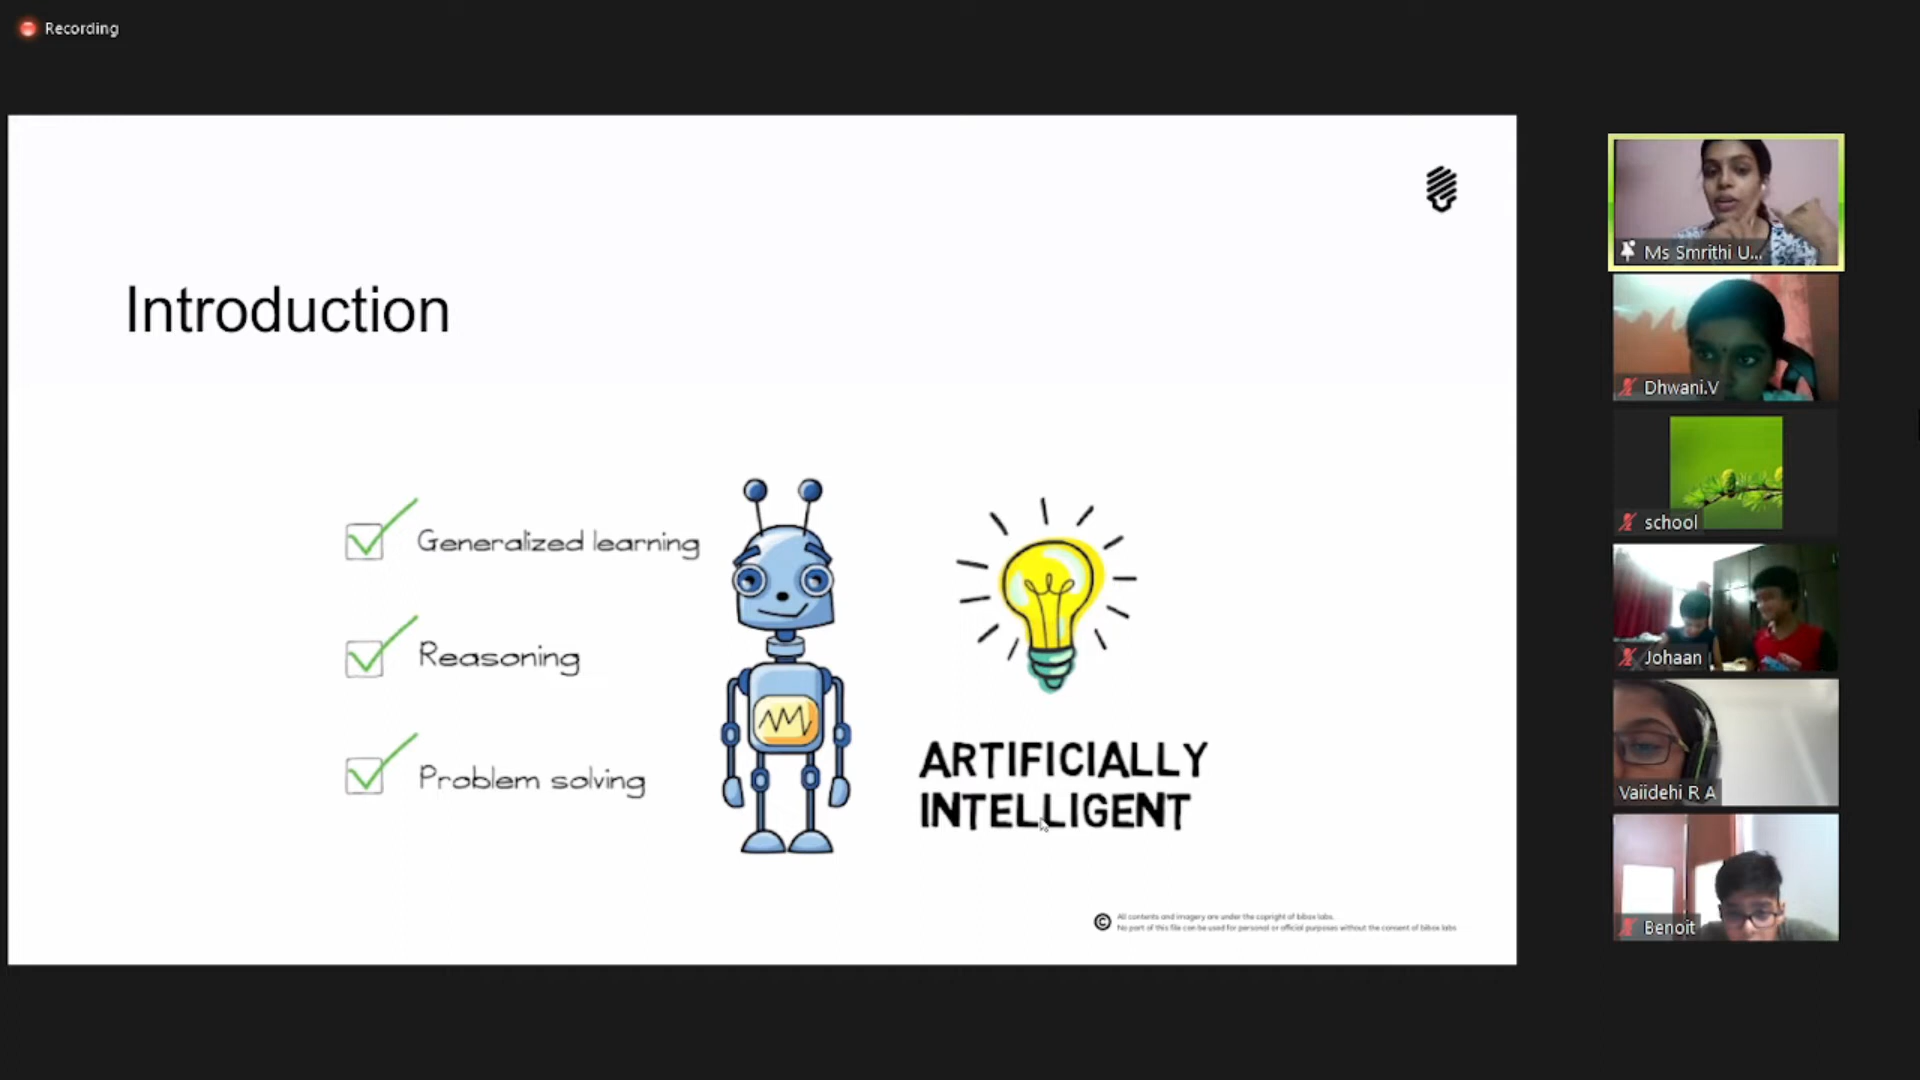 Recording
Introduction
Generalized learning
Reasoning
Problem solving
ARTIFICIALLY
INTELLIGENT
© All contents and imagery are under the copright of bibox labs.
No part of this file can be used for personal or official purposes without the consent of bibox labs
Ms Smrithi U...
Dhwani.V
school
Johaan
Vaiidehi R A
Benoit